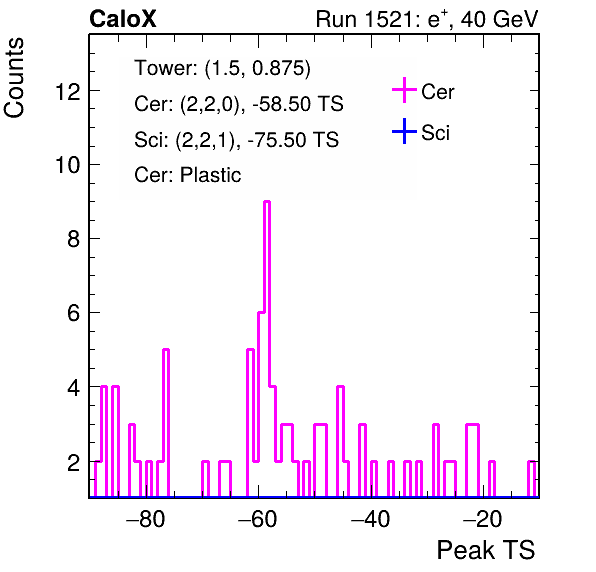 CaloX Run 1521: e+, 40 GeV
Counts
Tower: (1.5, 0.875)
Cer: (2,2,0), -58.50 TS
Sci: (2,2,1), -75.50 TS
Cer: Plastic
Cer
Sci
12
10
8
6
4
2
−80 −60 −40 −20
Peak TS